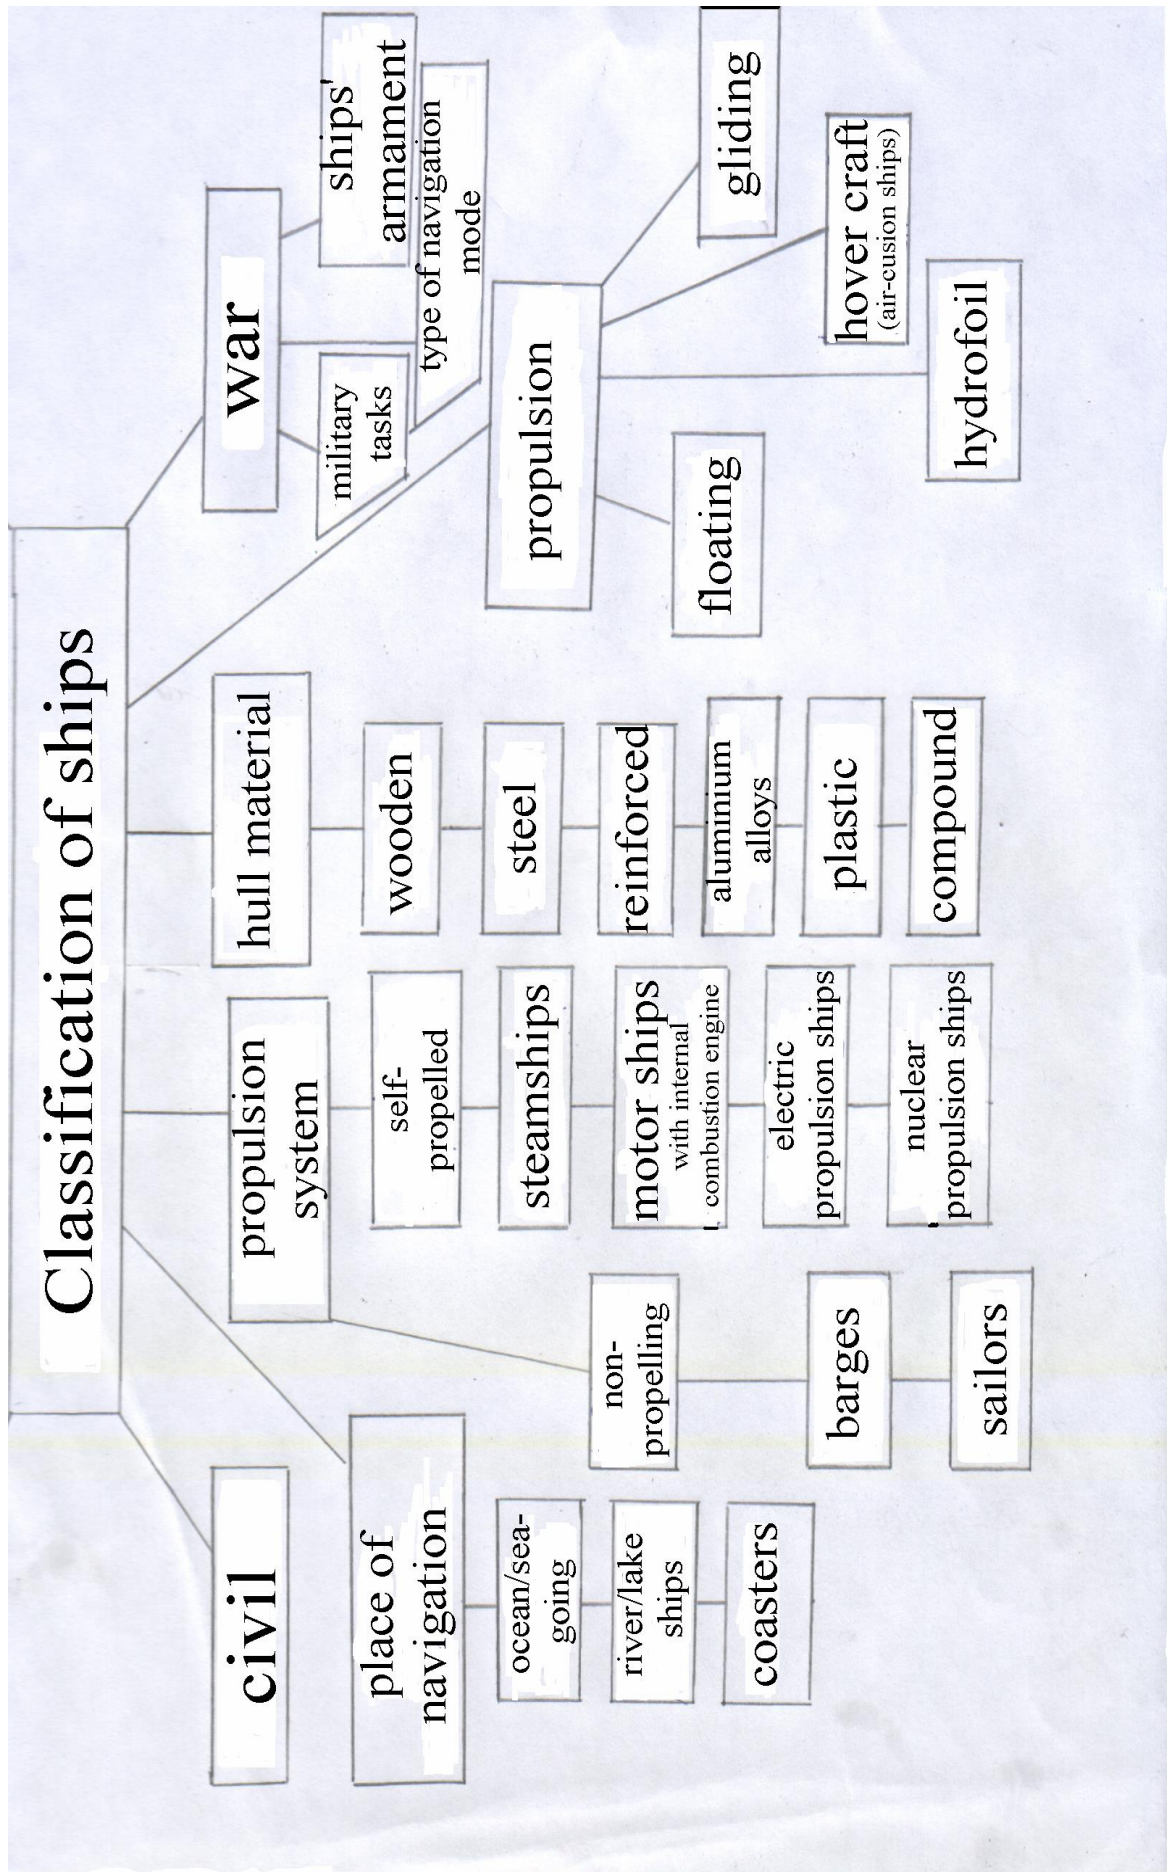 Classification of ships
civil
place of
navigation
ocean/sea-
going
river/lake
ships
coasters
propulsion
system
self-
propelled
steamships
motor ships
with internal
combustion engine
electric
propulsion ships
nuclear
propulsion ships
non-
propelling
barges
sailors
hull material
wooden
steel
reinforced
aluminium
alloys
plastic
compound
war
military
tasks
type of navigation
mode
ships'
armament
propulsion
floating
hydrofoil
hover craft
(air-cusion ships)
gliding